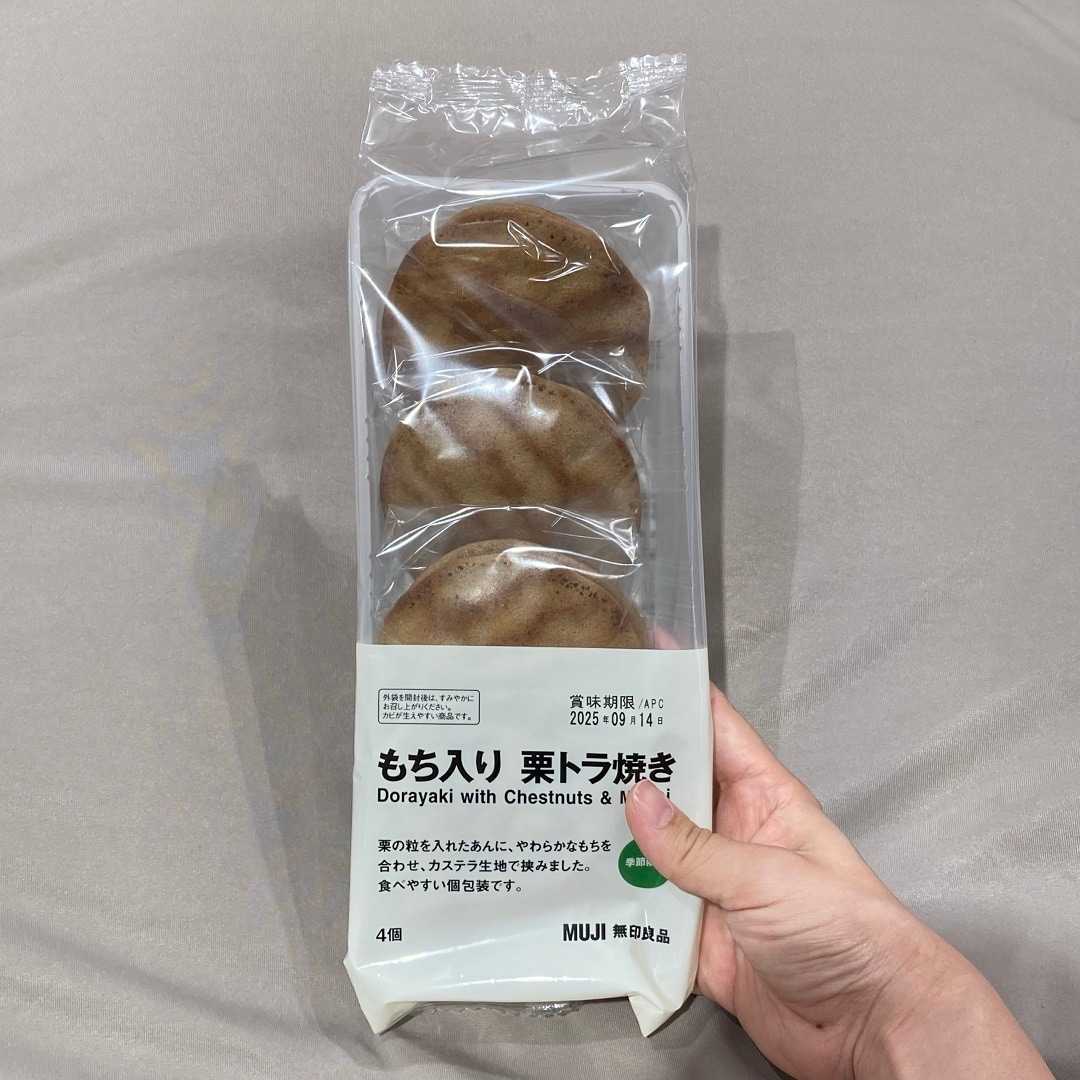 外袋を開封後は、すみやかに
お召し上がりください。
カビが生えやすい商品です。
賞味期限/APC
2025年09月14日
もち入り 栗トラ焼き
Dorayaki with Chestnuts &
栗の粒を入れたあんに、やわらかなもちを
合わせ、カステラ生地で挟みました。
食べやすい個包装です。
季節
4個
MUJI 無印良品